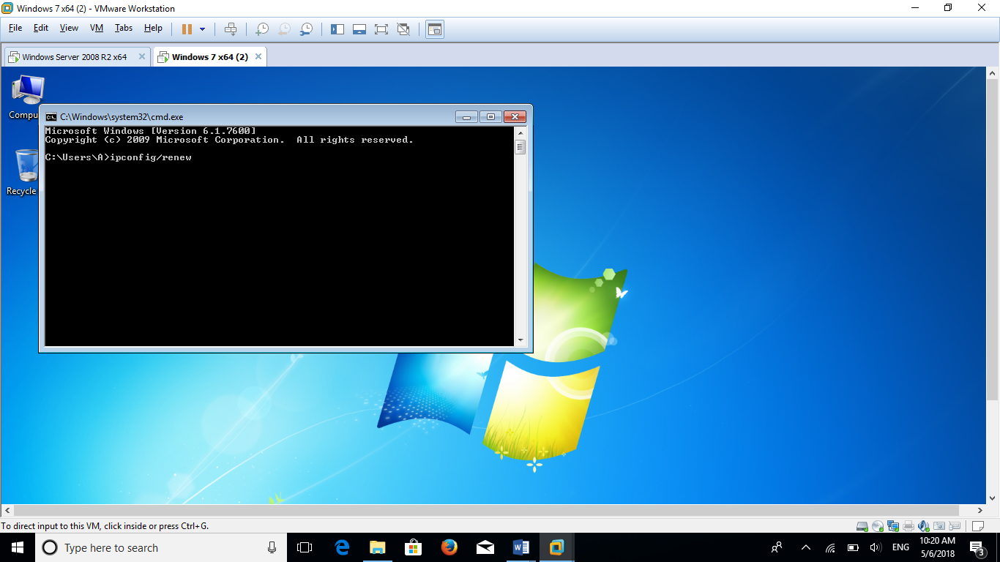 Windows 7 x64 (2) - VMware Workstation
File Edit View VM Tabs Help
Windows Server 2008 R2 x64 Windows 7 x64 (2)
Compu
C:\Windows\system32\cmd.exe
Microsoft Windows [Version 6.1.7600]
Copyright (c) 2009 Microsoft Corporation. All rights reserved.
C:\Users\A>ipconfig/renew
Recycle
To direct input to this VM, click inside or press Ctrl+G.
Type here to search
ENG
10:20 AM
5/6/2018
3